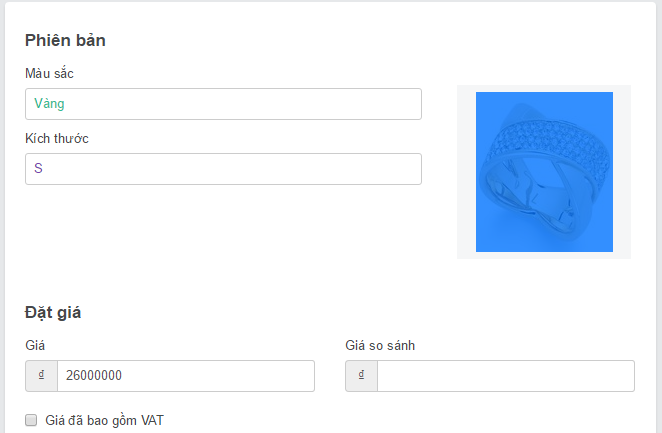 Phiên bản
Màu sắc
Vàng
Kích thước
S
Đặt giá
Giá
Giá so sánh
₫ 26000000
₫
Giá đã bao gồm VAT